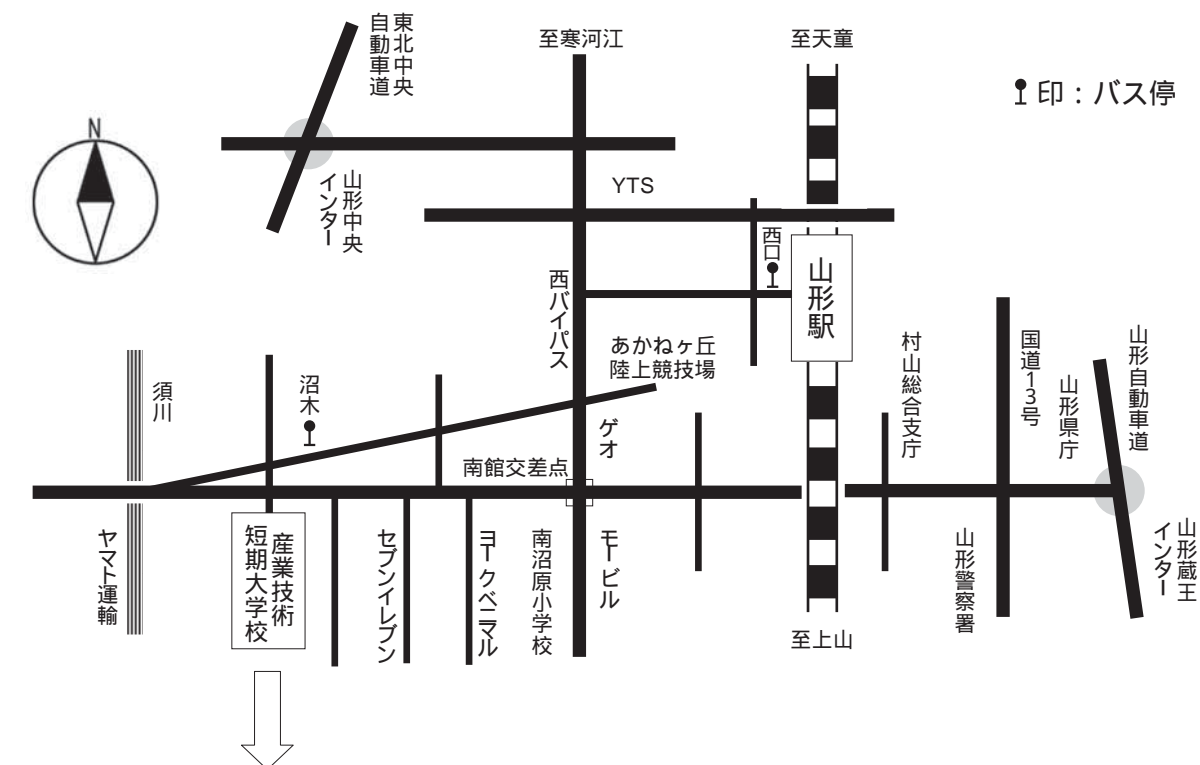 東北中央
自動車道
至寒河江
至天童
印：バス停
N
山形中央
インター
YTS
西口
山形駅
西バイパス
あかねヶ丘
陸上競技場
村山総合支庁
国道13号
山形県庁
山形自動車道
須川
沼木
ゲオ
南館交差点
ヤマト運輸
産業技術
短期大学校
セブンイレブン
ヨークベニマル
南沼原小学校
モービル
山形警察署
山形蔵王
インター
至上山